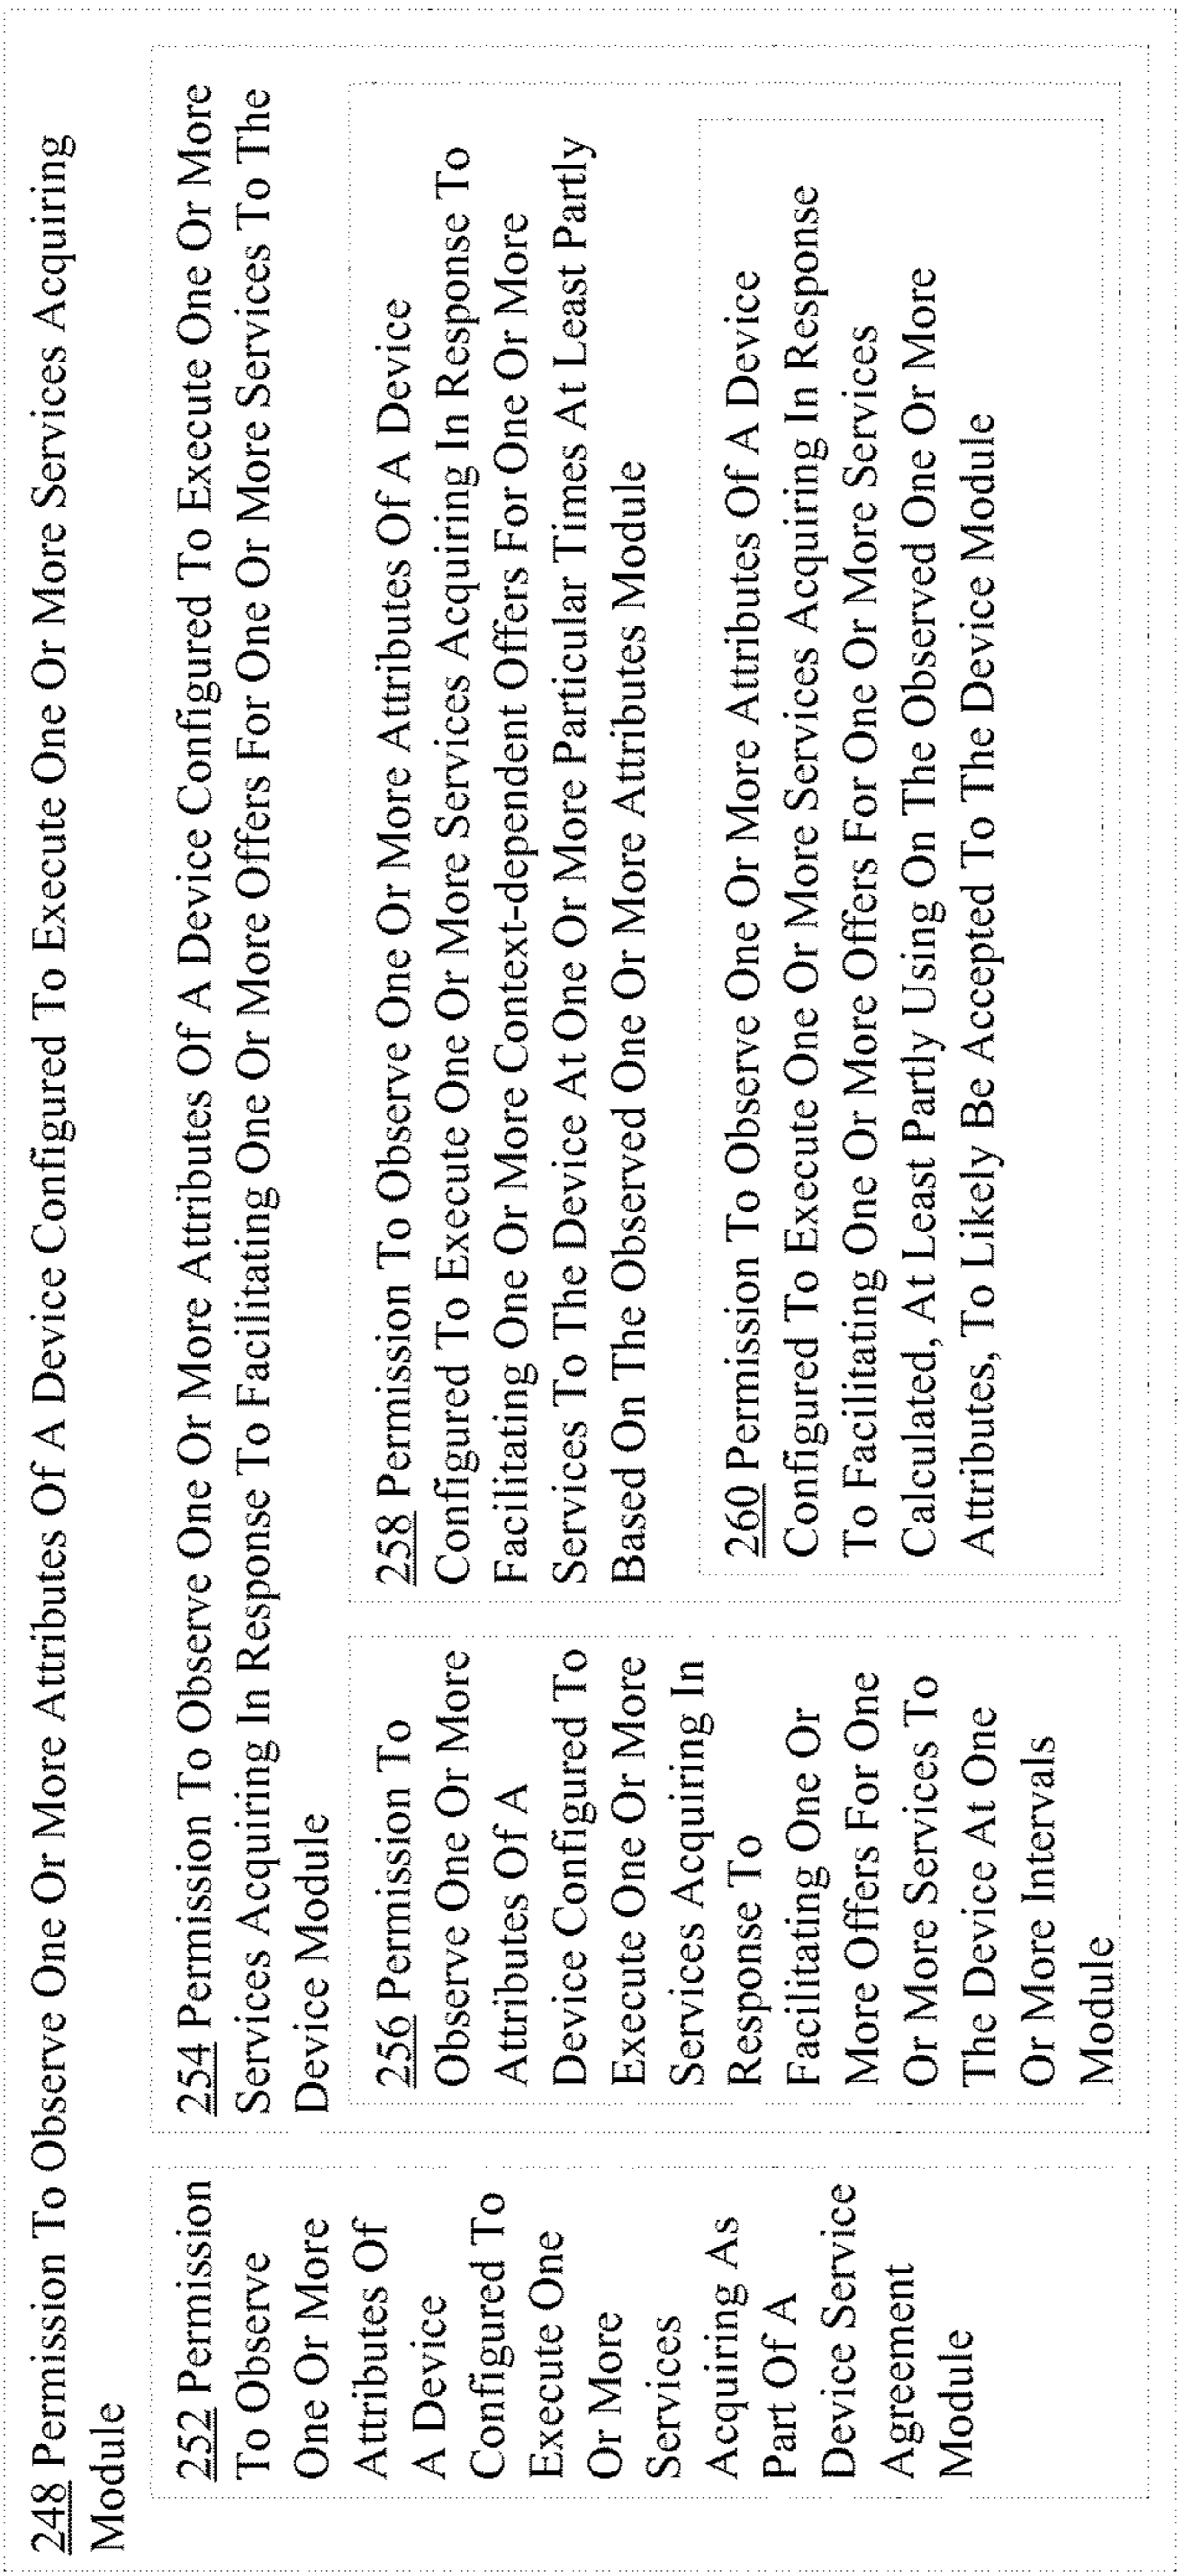 248 Permission To Observe One Or More Attributes Of A Device Configured To Execute One Or More Services Acquiring
Module
252 Permission
To Observe
One Or More
Attributes Of
A Device
Configured To
Execute One
Or More
Services
Acquiring As
Part Of A
Device Service
Agreement
Module
254 Permission To Observe One Or More Attributes Of A Device Configured To Execute One Or More
Services Acquiring In Response To Facilitating One Or More Offers For One Or More Services To The
Device Module
256 Permission To
Observe One Or More
Attributes Of A
Device Configured To
Execute One Or More
Services Acquiring In
Response To
Facilitating One Or
More Offers For One
Or More Services To
The Device At One
Or More Intervals
Module
258 Permission To Observe One Or More Attributes Of A Device
Configured To Execute One Or More Services Acquiring In Response To
Facilitating One Or More Context-dependent Offers For One Or More
Services To The Device At One Or More Particular Times At Least Partly
Based On The Observed One Or More Attributes Module
260 Permission To Observe One Or More Attributes Of A Device
Configured To Execute One Or More Services Acquiring In Response
To Facilitating One Or More Offers For One Or More Services
Calculated, At Least Partly Using On The Observed One Or More
Attributes, To Likely Be Accepted To The Device Module